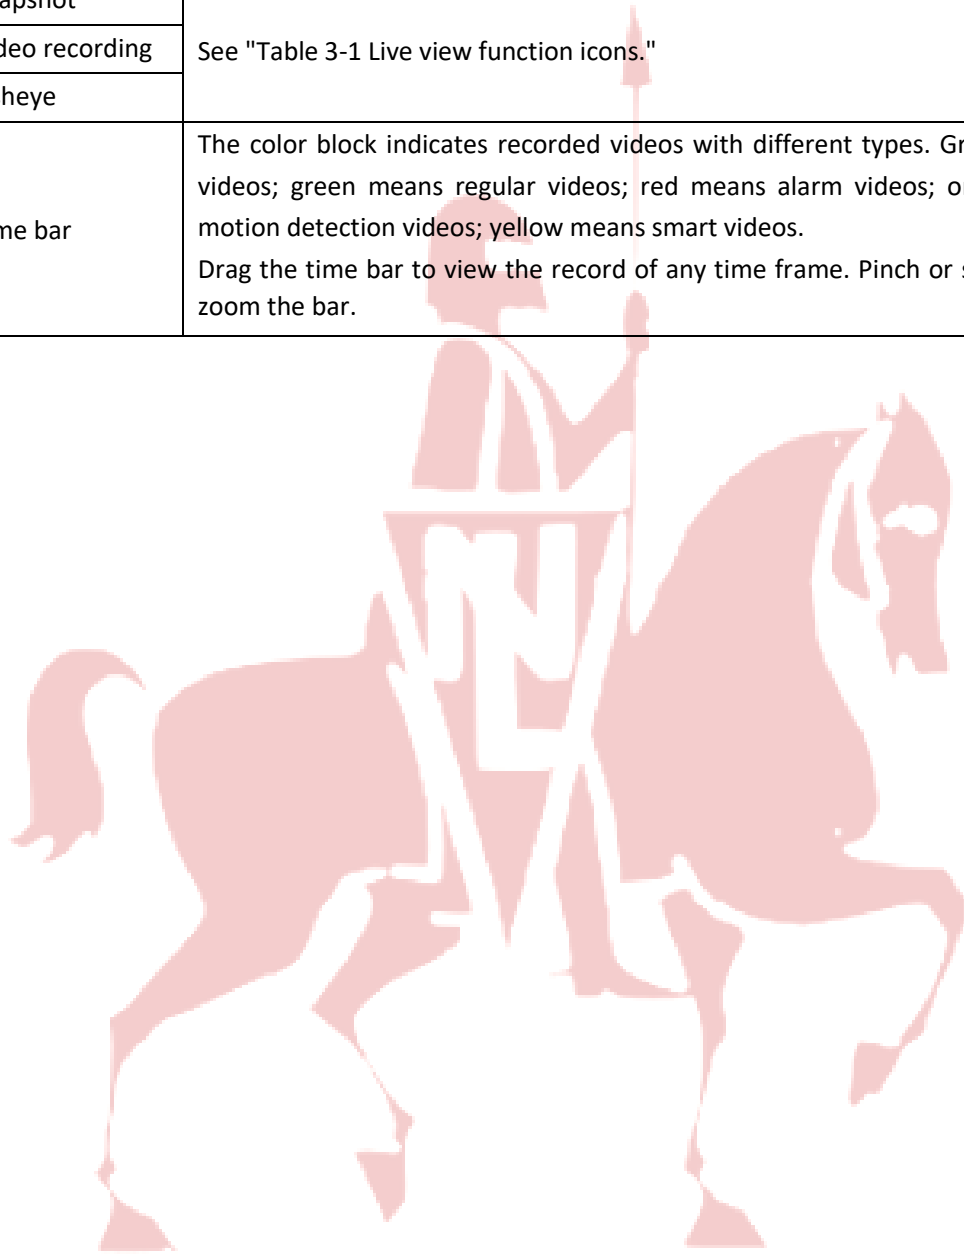 apshot
deo recording
See "Table 3-1 Live view function icons."
heye
The color block indicates recorded videos with different types. Gr
videos; green means regular videos; red means alarm videos; o
me bar
motion detection videos; yellow means smart videos.
Drag the time bar to view the record of any time frame. Pinch or s
zoom the bar.